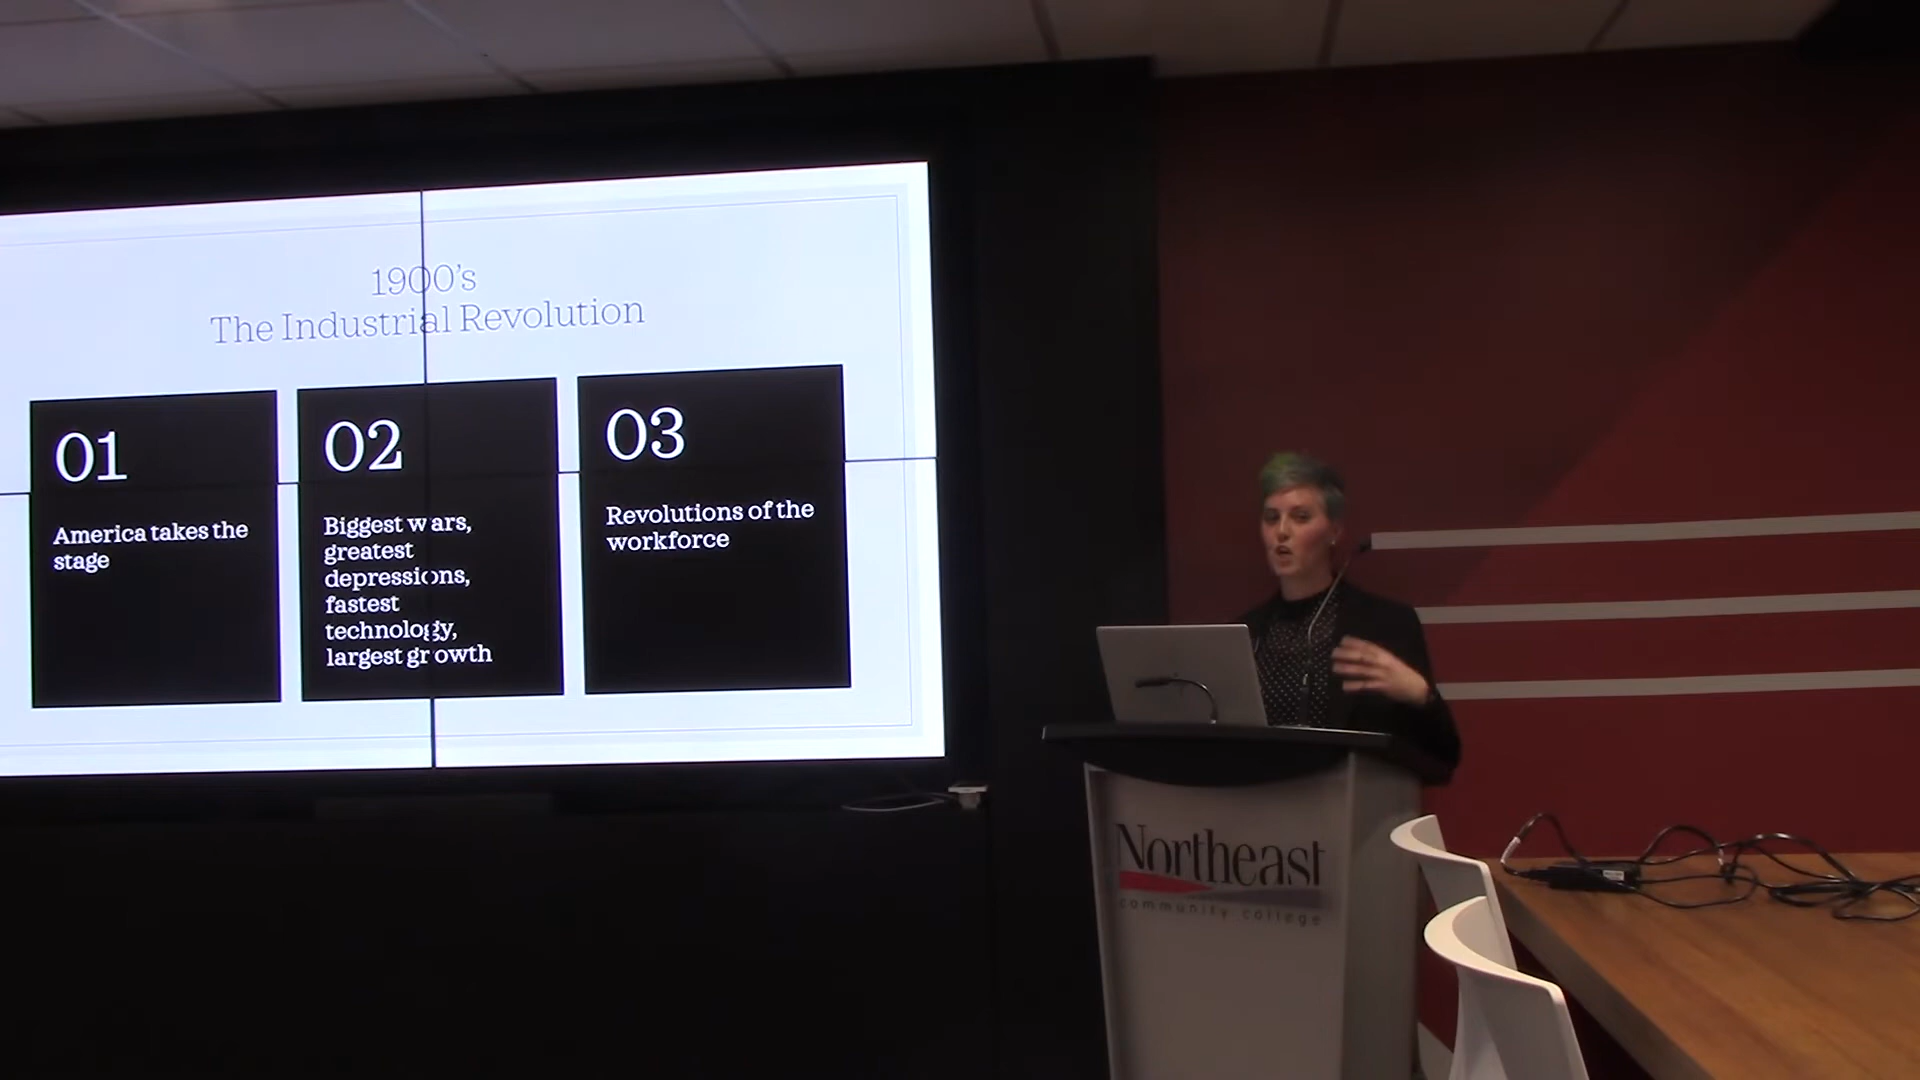 1900's
The Industrial Revolution
01
America takes the
stage
02
Biggest wars,
greatest
depressions,
fastest
technology,
largest growth
03
Revolutions of the
workforce
Northeast
community college